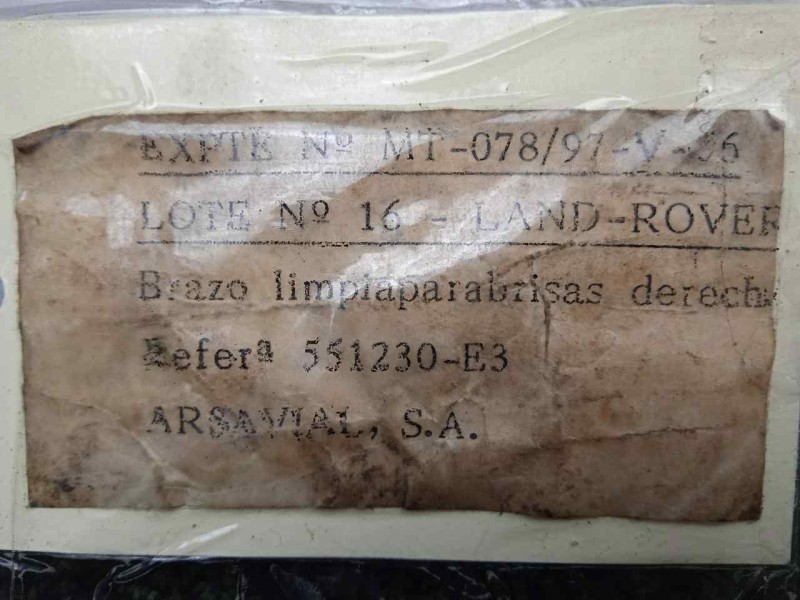 EXPTE Nº MT-078/97-V-
LOTE Nº 16 - LAND-ROVER
Brazo limpiaparabrisas derech
Referª 551230-E3
ARSAVIAL, S.A.